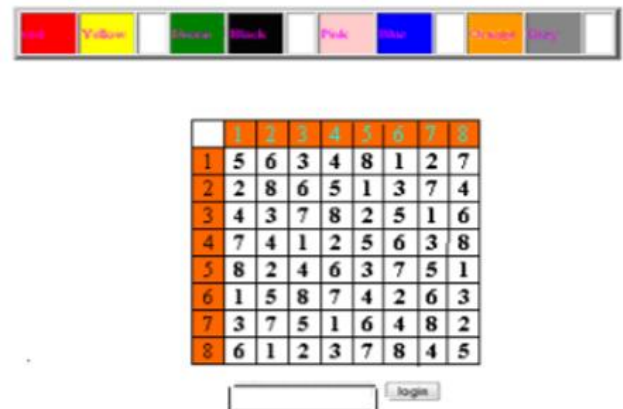 red Yellow Green Black Pink Blue Orange Grey
1 2 3 4 5 6 7 8
1 5 6 3 4 8 1 2 7
2 2 8 6 5 1 3 7 4
3 4 3 7 8 2 5 1 6
4 7 4 1 2 5 6 3 8
5 8 2 4 6 3 7 5 1
6 1 5 8 7 4 2 6 3
7 3 7 5 1 6 4 8 2
8 6 1 2 3 7 8 4 5
login